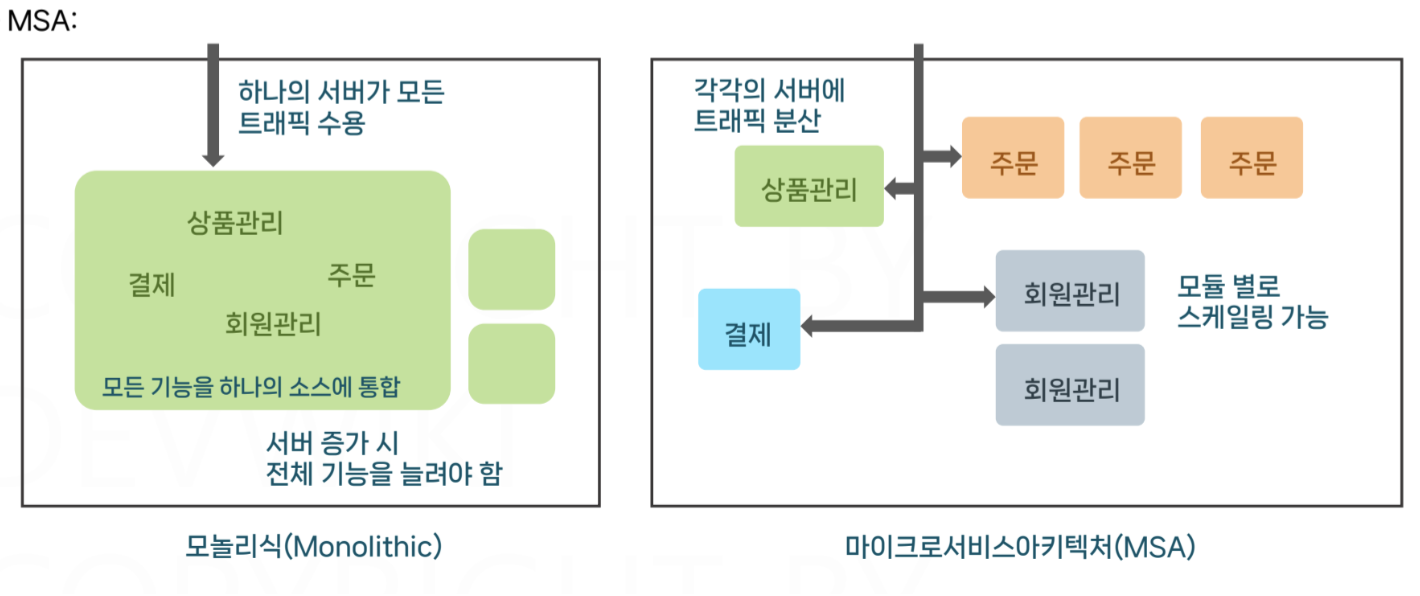 MSA:
하나의 서버가 모든
트래픽 수용
상품관리
결제
주문
회원관리
모든 기능을 하나의 소스에 통합
서버 증가 시
전체 기능을 늘려야 함
모놀리식(Monolithic)
각각의 서버에
트래픽 분산
주문
주문
주문
상품관리
회원관리
모듈 별로
스케일링 가능
결제
회원관리
마이크로서비스아키텍처(MSA)
COPYRIGHT BY